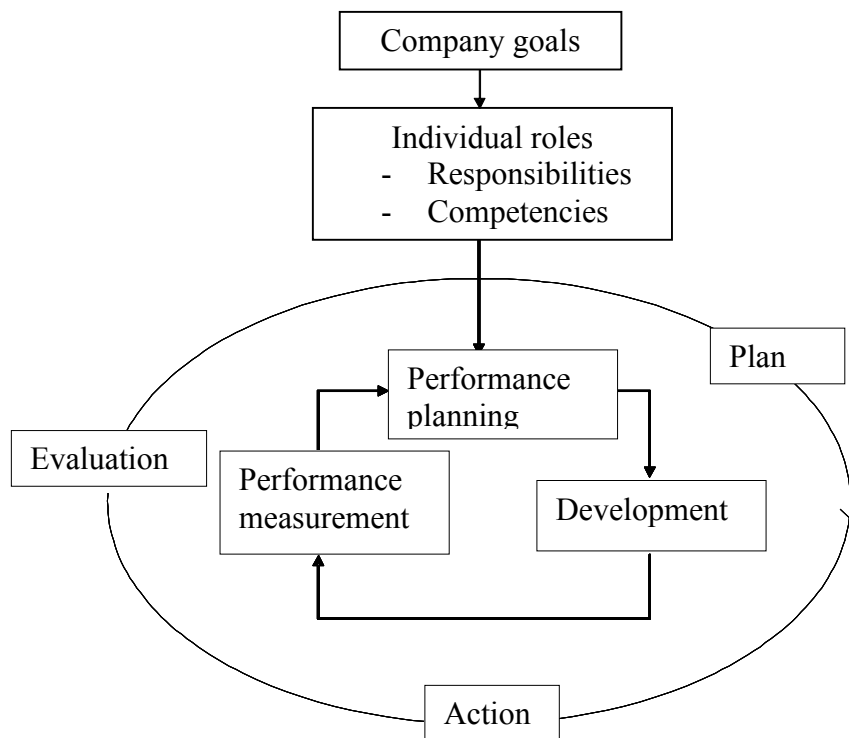 Company goals
Individual roles
- Responsibilities
- Competencies
Plan
Performance
planning
Evaluation
Performance
measurement
Development
Action